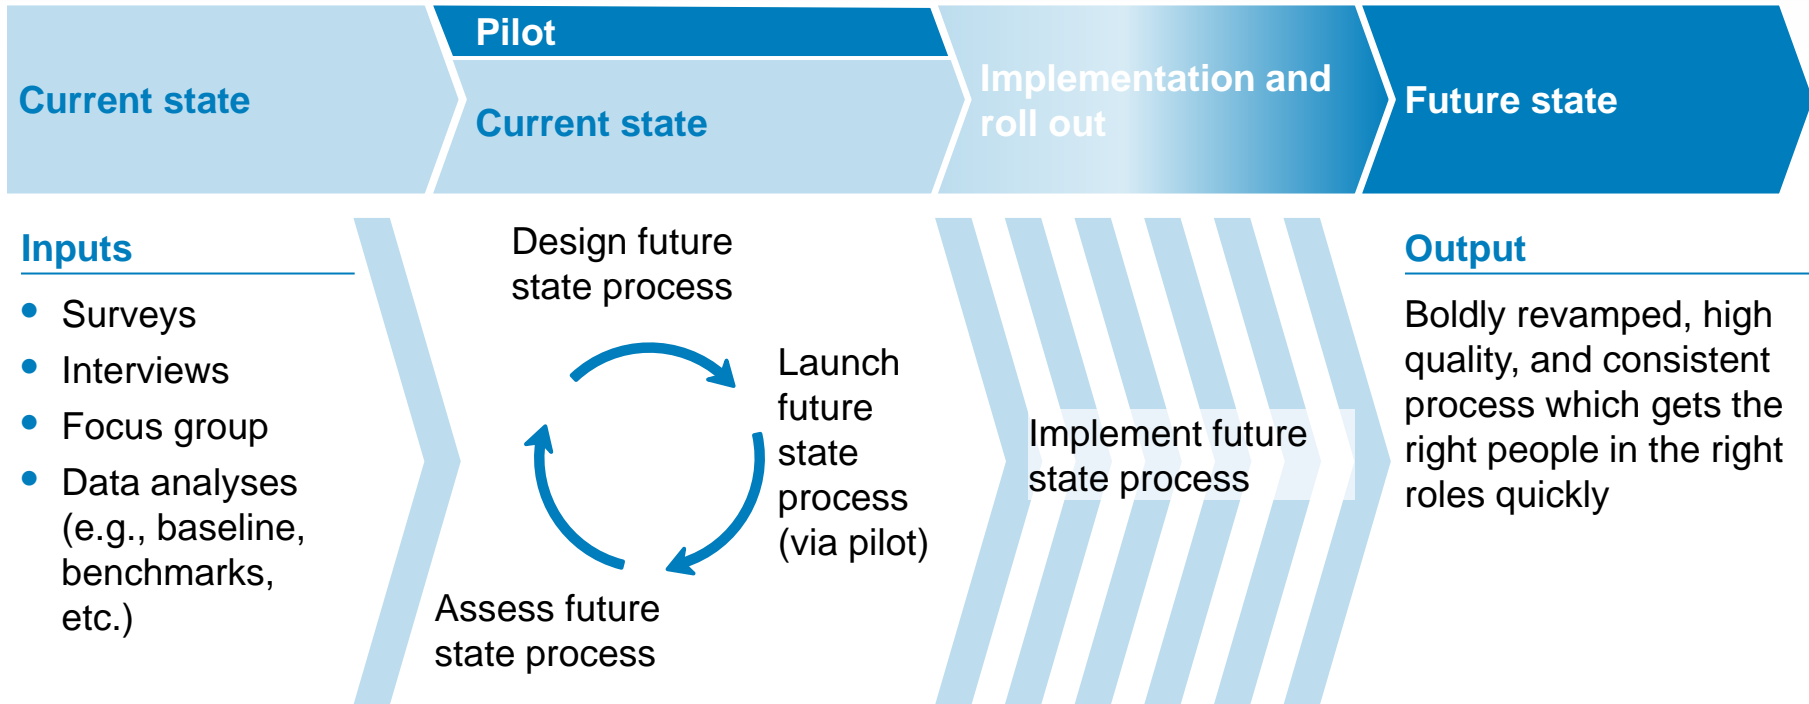 Current state
Pilot
Current state
Implementation and
roll out
Future state
Inputs
• Surveys
• Interviews
• Focus group
• Data analyses
(e.g., baseline,
benchmarks,
etc.)
Design future
state process
Launch
future
state
process
(via pilot)
Assess future
state process
Implement future
state process
Output
Boldly revamped, high
quality, and consistent
process which gets the
right people in the right
roles quickly